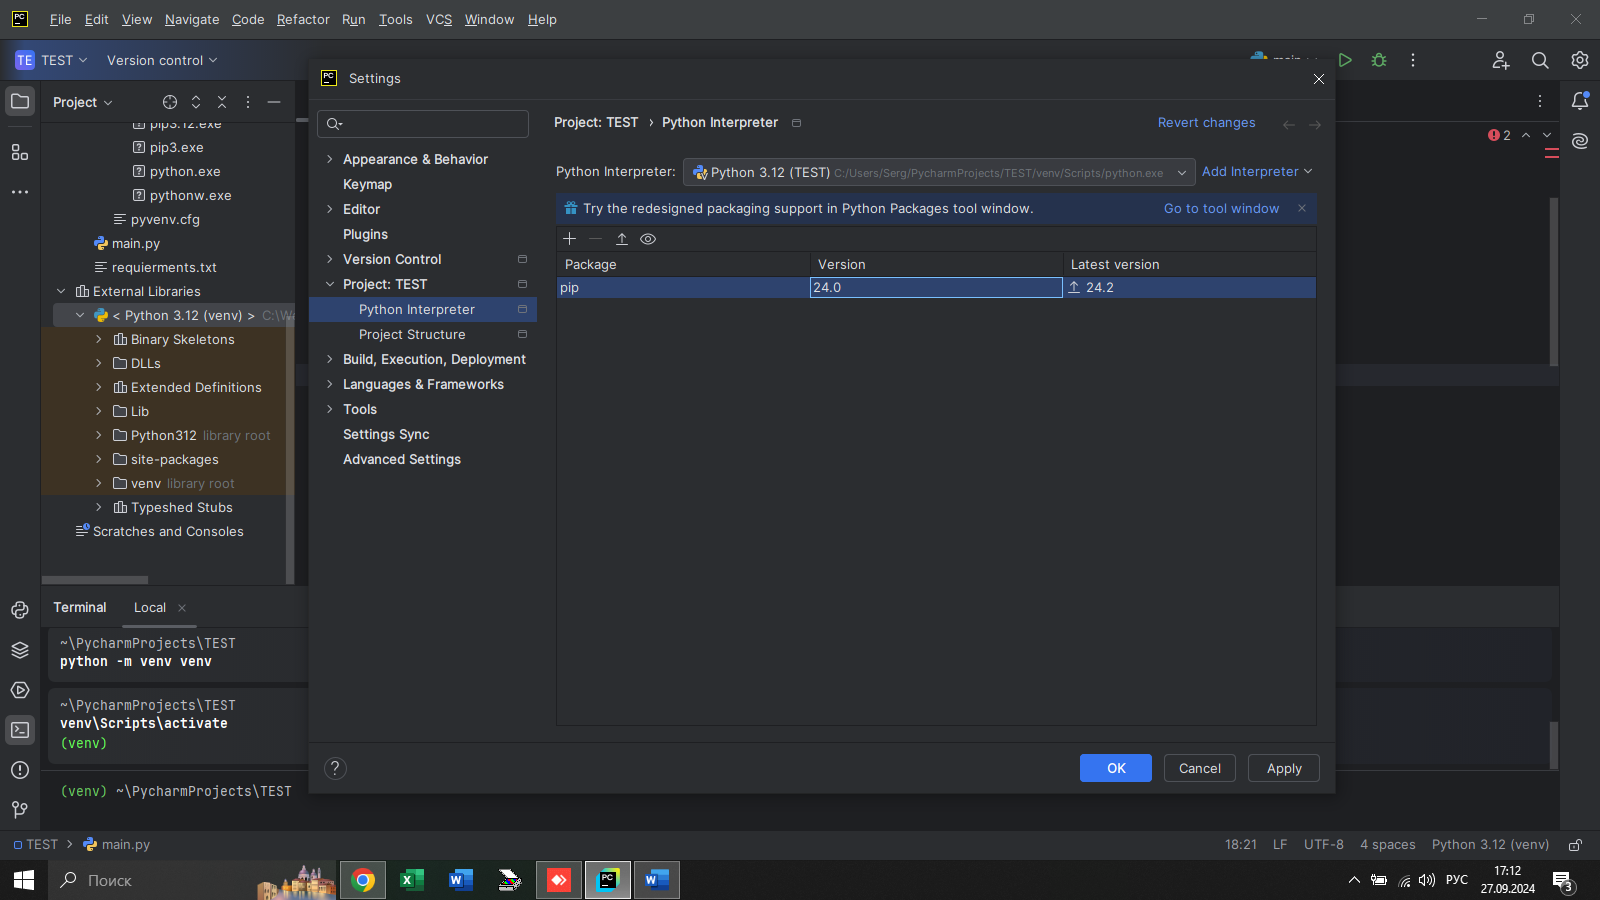 PC File Edit View Navigate Code Refactor Run Tools VCS Window Help
TE TEST Version control
Project
pip3.12.exe
pip3.exe
python.exe
pythonw.exe
pyvenv.cfg
main.py
requierments.txt
External Libraries
< Python 3.12 (venv) >
Binary Skeletons
DLLs
Extended Definitions
Lib
Python312 library root
site-packages
venv library root
Typeshed Stubs
Scratches and Consoles
PC Settings
Appearance & Behavior
Keymap
Editor
Plugins
Version Control
Project: TEST
Python Interpreter
Project Structure
Build, Execution, Deployment
Languages & Frameworks
Tools
Settings Sync
Advanced Settings
Project: TEST › Python Interpreter Revert changes
Python Interpreter: Python 3.12 (TEST) C:/Users/Serg/PycharmProjects/TEST/venv/Scripts/python.exe Add Interpreter
Try the redesigned packaging support in Python Packages tool window. Go to tool window
Package Version Latest version
pip 24.0 24.2
? OK Cancel Apply
2
Terminal Local
~\PycharmProjects\TEST
python -m venv venv
~\PycharmProjects\TEST
venv\Scripts\activate
(venv)
(venv) ~\PycharmProjects\TEST
TEST > main.py 18:21 LF UTF-8 4 spaces Python 3.12 (venv)
Поиск PC РУС 17:12
27.09.2024 3